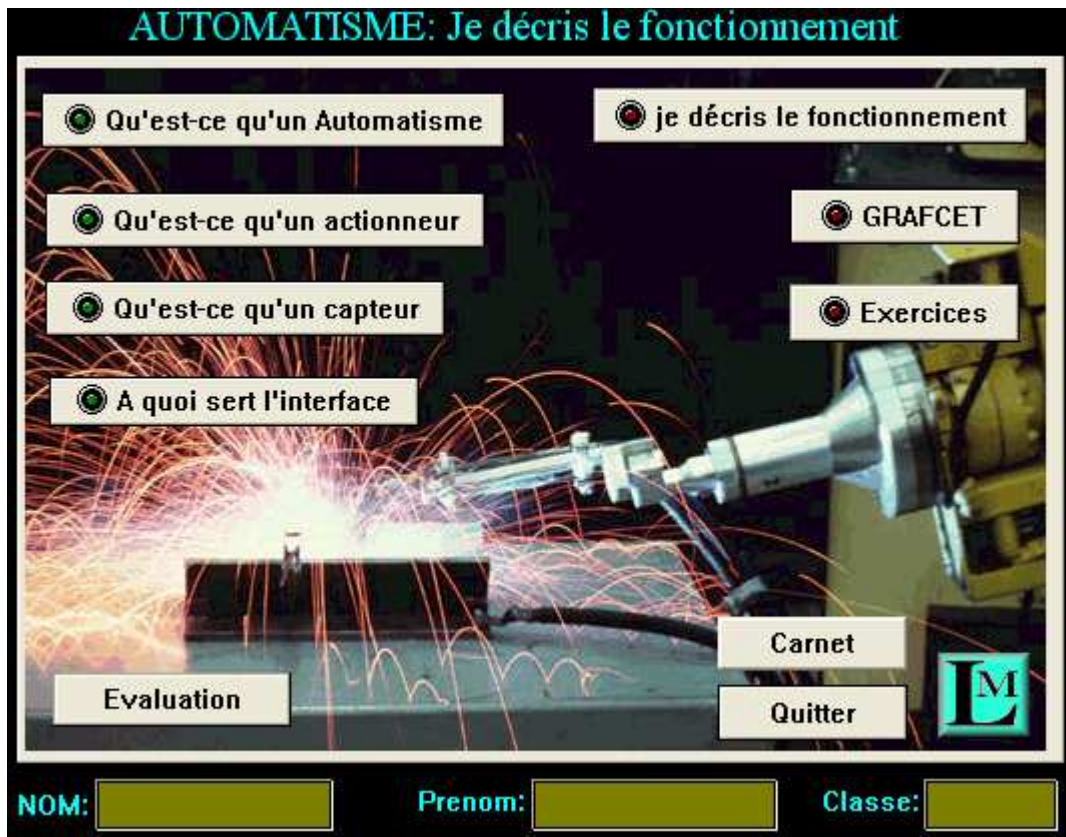 AUTOMATISME: Je décris le fonctionnement
Qu'est-ce qu'un Automatisme
je décris le fonctionnement
Qu'est-ce qu'un actionneur
GRAFCET
Qu'est-ce qu'un capteur
Exercices
A quoi sert l'interface
Carnet
Evaluation
Quitter
LM
NOM:
Prenom:
Classe: